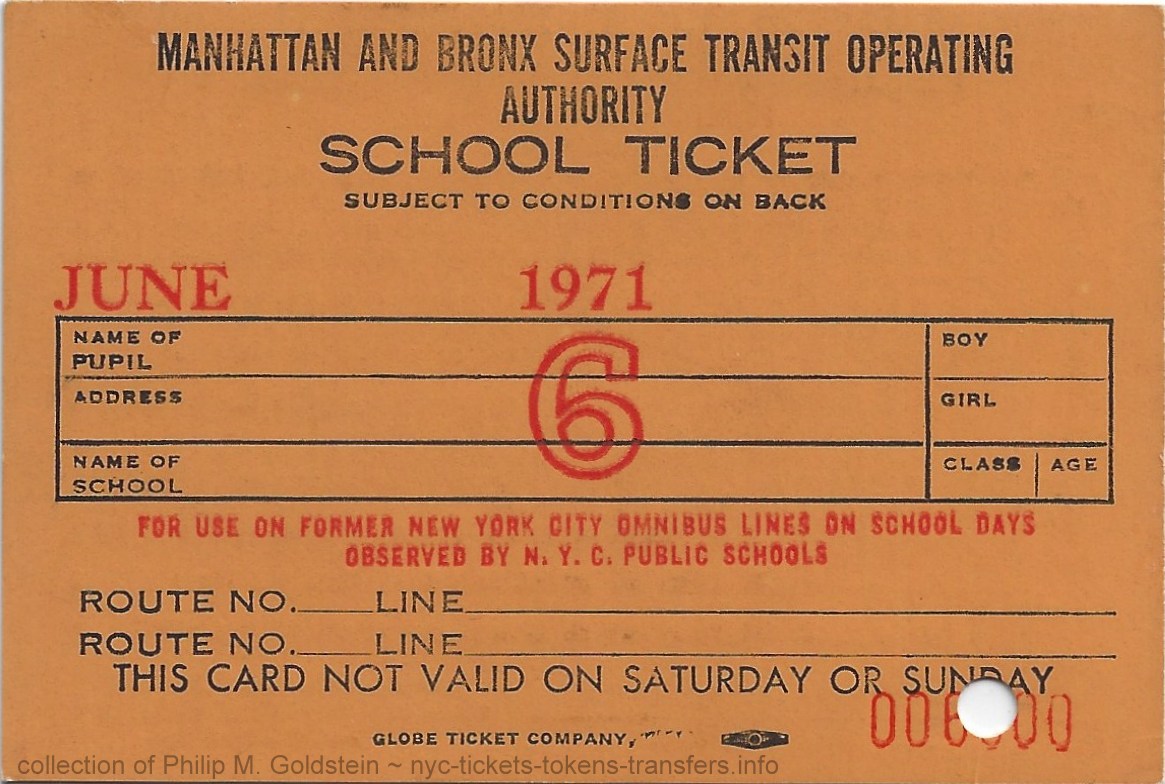 MANHATTAN AND BRONX SURFACE TRANSIT OPERATING
AUTHORITY
SCHOOL TICKET
SUBJECT TO CONDITIONS ON BACK
JUNE 1971
NAME OF
PUPIL
BOY
6
ADDRESS
GIRL
NAME OF
SCHOOL
CLASS AGE
FOR USE ON FORMER NEW YORK CITY OMNIBUS LINES ON SCHOOL DAYS
OBSERVED BY N. Y. C. PUBLIC SCHOOLS
ROUTE NO.____LINE____
ROUTE NO.____LINE____
THIS CARD NOT VALID ON SATURDAY OR SUNDAY
GLOBE TICKET COMPANY,
collection of Philip M. Goldstein ~ nyc-tickets-tokens-transfers.info